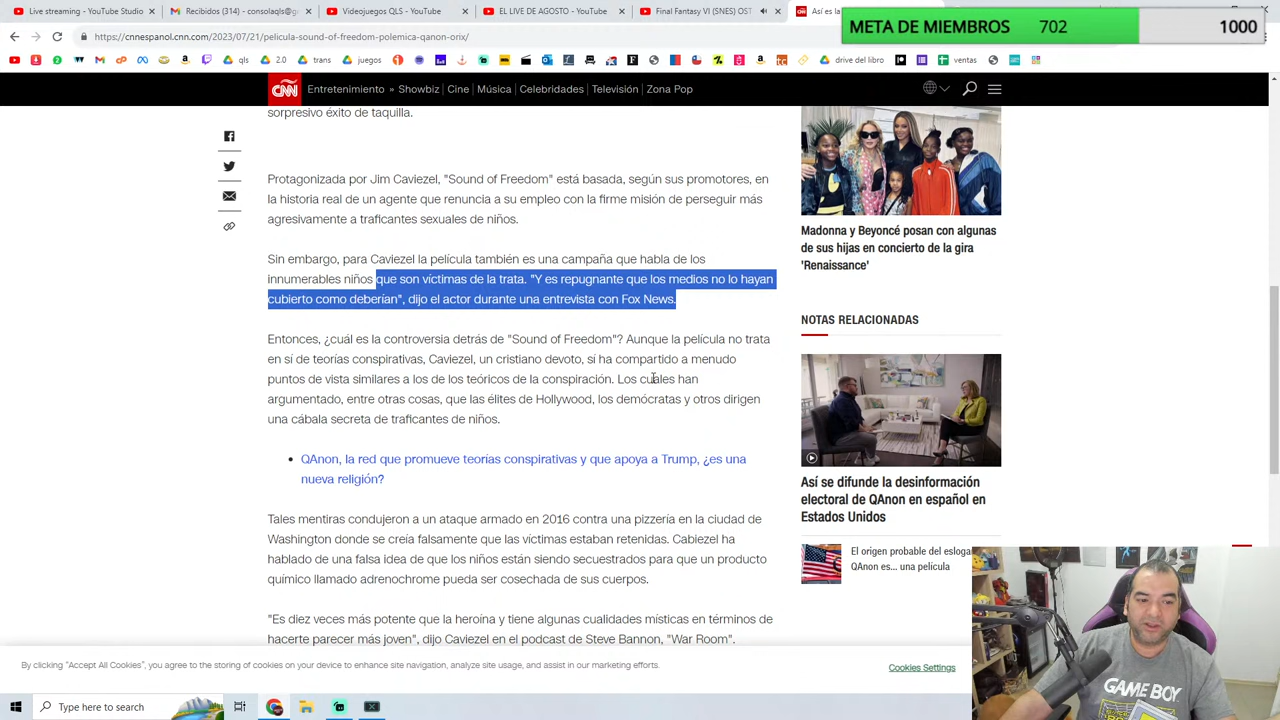 Live streaming - YouTube Studio
Recibidos (314) - consolaqls@g
Videojuegos QLS - YouTube
EL LIVE DE AGOSTO - YouTube
Final Fantasy VI (SNES) OST
Así es la
META DE MIEMBROS 702 1000
https://cnnespanol.cnn.com/2023/07/21/pelicula-sound-of-freedom-polemica-qanon-orix/
qls
2.0
trans
juegos
drive del libro
ventas
CNN
Entretenimiento » Showbiz | Cine | Música | Celebridades | Televisión | Zona Pop
sorpresivo éxito de taquilla.
Protagonizada por Jim Caviezel, "Sound of Freedom" está basada, según sus promotores, en
la historia real de un agente que renuncia a su empleo con la firme misión de perseguir más
agresivamente a traficantes sexuales de niños.
Sin embargo, para Caviezel la película también es una campaña que habla de los
innumerables niños que son víctimas de la trata. "Y es repugnante que los medios no lo hayan
cubierto como deberían", dijo el actor durante una entrevista con Fox News.
Entonces, ¿cuál es la controversia detrás de "Sound of Freedom"? Aunque la película no trata
en sí de teorías conspirativas, Caviezel, un cristiano devoto, sí ha compartido a menudo
puntos de vista similares a los de los teóricos de la conspiración. Los cuales han
argumentado, entre otras cosas, que las élites de Hollywood, los demócratas y otros dirigen
una cábala secreta de traficantes de niños.
QAnon, la red que promueve teorías conspirativas y que apoya a Trump, ¿es una
nueva religión?
Tales mentiras condujeron a un ataque armado en 2016 contra una pizzería en la ciudad de
Washington donde se creía falsamente que las víctimas estaban retenidas. Cabiezel ha
hablado de una falsa idea de que los niños están siendo secuestrados para que un producto
químico llamado adrenochrome pueda ser cosechada de sus cuerpos.
"Es diez veces más potente que la heroína y tiene algunas cualidades místicas en términos de
hacerte parecer más joven", dijo Caviezel en el podcast de Steve Bannon, "War Room".
Madonna y Beyoncé posan con algunas
de sus hijas en concierto de la gira
'Renaissance'
NOTAS RELACIONADAS
Así se difunde la desinformación
electoral de QAnon en español en
Estados Unidos
El origen probable del esloga
QAnon es... una película
By clicking "Accept All Cookies", you agree to the storing of cookies on your device to enhance site navigation, analyze site usage, and assist in our marketing efforts.
Cookies Settings
GAME BOY
Type here to search